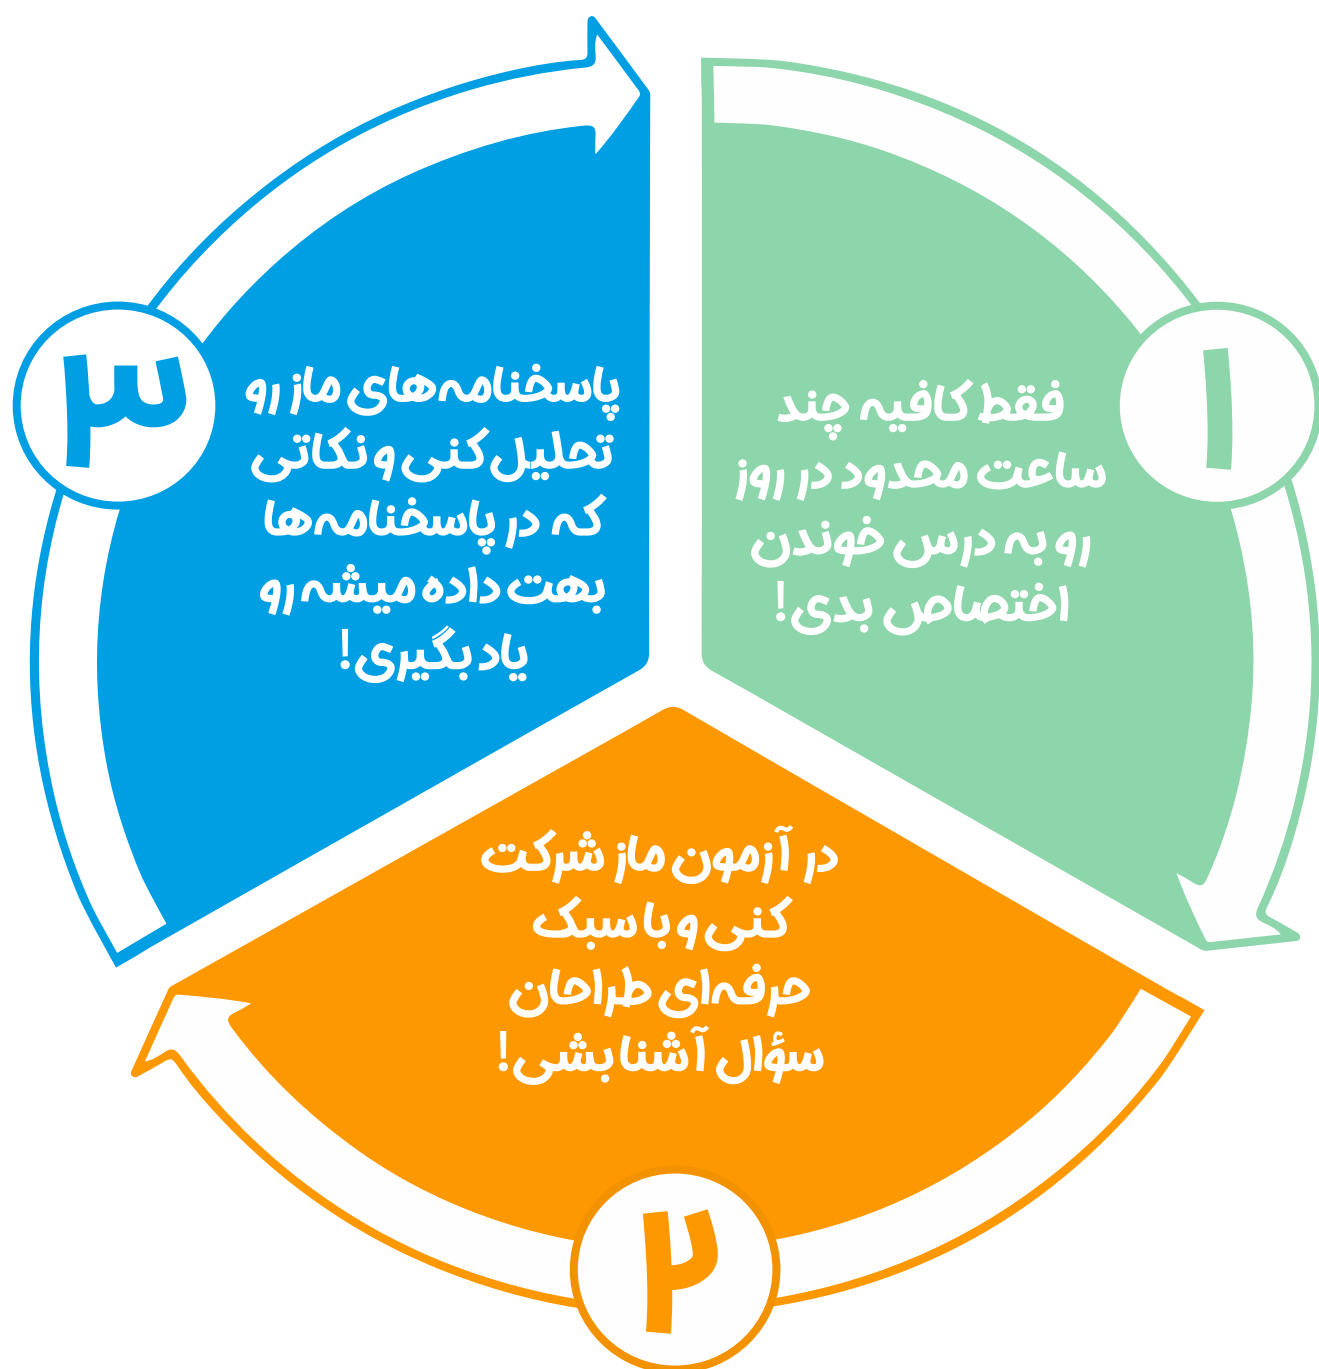 ۱
فقط کافیه چند
ساعت محدود در روز
رو به درس خوندن
اختصاص بدی!
۲
در آزمون ماز شرکت
کنی و با سبک
حرفه‌ای طراحان
سؤال آشنا بشی!
۳
پاسخنامه‌های ماز رو
تحلیل کنی و نکاتی
که در پاسخنامه‌ها
بهت داده میشه رو
یاد بگیری!